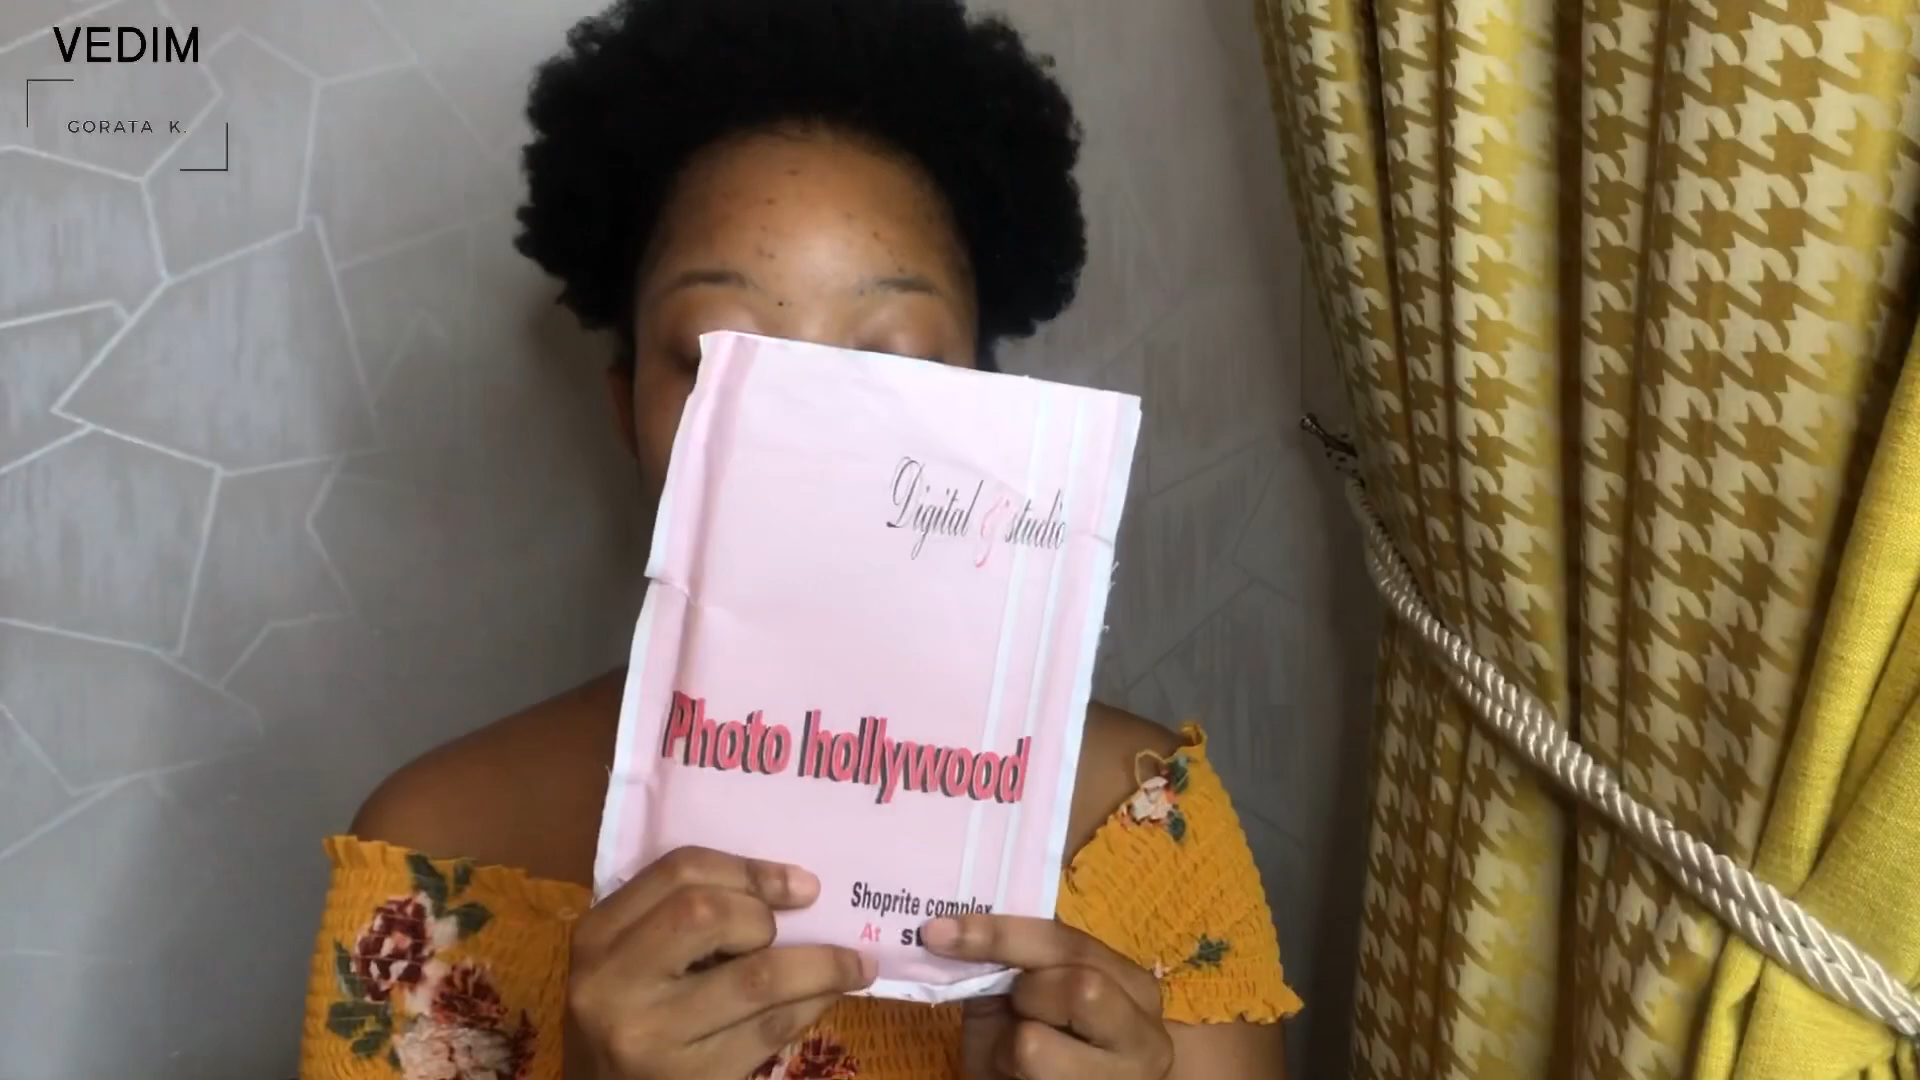 VEDIM
GORATA K.
Digital & studio
Photo hollywood
Shoprite complex
At